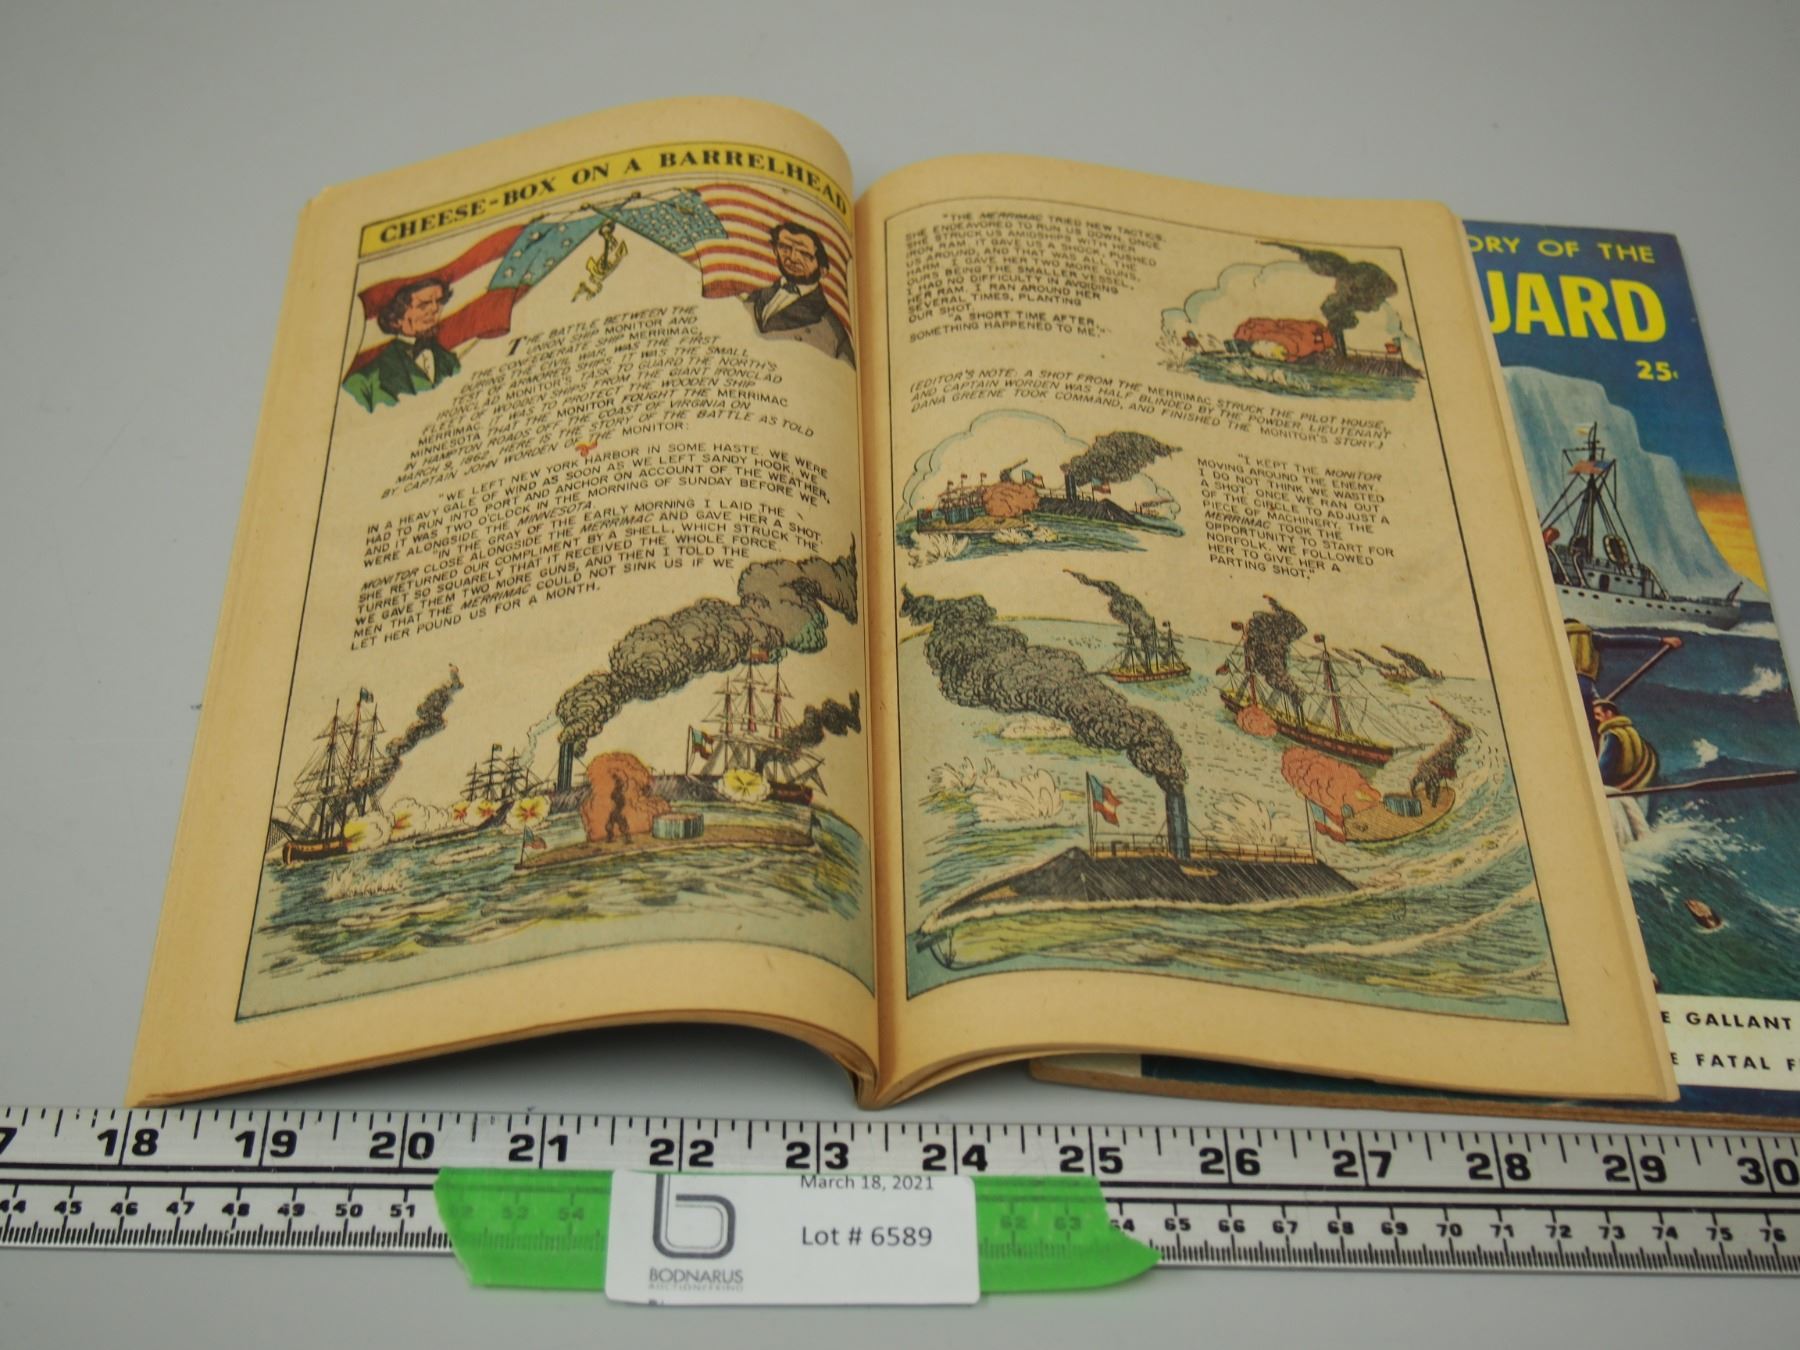 CHEESE-BOX ON A BARRELHEAD
THE BATTLE BETWEEN THE
UNION SHIP MONITOR AND
THE CONFEDERATE SHIP MERRIMAC,
DURING THE CIVIL WAR, WAS THE FIRST
TEST OF ARMORED SHIPS. IT WAS THE SMALL
IRONCLAD MONITOR'S TASK TO GUARD THE NORTH'S
FLEET OF WOODEN SHIPS FROM THE GIANT IRONCLAD
MERRIMAC. IT WAS TO PROTECT THE WOODEN SHIP
MINNESOTA THAT THE MONITOR FOUGHT THE MERRIMAC
IN HAMPTON ROADS OFF THE COAST OF VIRGINIA ON
MARCH 9, 1862. HERE IS THE STORY OF THE BATTLE AS TOLD
BY CAPTAIN JOHN WORDEN OF THE MONITOR:
"WE LEFT NEW YORK HARBOR IN SOME HASTE. WE WERE
IN A HEAVY GALE OF WIND AS SOON AS WE LEFT SANDY HOOK. WE
HAD TO RUN INTO PORT AND ANCHOR ON ACCOUNT OF THE WEATHER,
AND IT WAS TWO O'CLOCK IN THE MORNING OF SUNDAY BEFORE WE
WERE ALONGSIDE THE MINNESOTA.
"IN THE GRAY OF THE EARLY MORNING I LAID THE
MONITOR CLOSE ALONGSIDE THE MERRIMAC AND GAVE HER A SHOT.
SHE RETURNED OUR COMPLIMENT BY A SHELL, WHICH STRUCK THE
TURRET SO SQUARELY THAT IT RECEIVED THE WHOLE FORCE.
WE GAVE THEM TWO MORE GUNS, AND THEN I TOLD THE
MEN THAT THE MERRIMAC COULD NOT SINK US IF WE
LET HER POUND US FOR A MONTH.
"THE MERRIMAC TRIED NEW TACTICS.
SHE ENDEAVORED TO RUN US DOWN. ONCE
SHE STRUCK US AMIDSHIPS WITH HER
IRON RAM. IT GAVE US A SHOCK, PUSHED
US AROUND, AND THAT WAS ALL THE
HARM. I GAVE HER TWO MORE GUNS.
OURS BEING THE SMALLER VESSEL,
I HAD NO DIFFICULTY IN AVOIDING
HER RAM. I RAN AROUND HER
SEVERAL TIMES, PLANTING
OUR SHOT.
"A SHORT TIME AFTER,
SOMETHING HAPPENED TO ME."
(EDITOR'S NOTE: A SHOT FROM THE MERRIMAC STRUCK THE PILOT HOUSE,
AND CAPTAIN WORDEN WAS HALF BLINDED BY THE POWDER. LIEUTENANT
DANA GREENE TOOK COMMAND, AND FINISHED THE MONITOR'S STORY.)
"I KEPT THE MONITOR
MOVING AROUND THE ENEMY.
I DO NOT THINK WE WASTED
A SHOT. ONCE WE RAN OUT
OF THE CIRCLE TO ADJUST A
PIECE OF MACHINERY. THE
MERRIMAC TOOK THE
OPPORTUNITY TO START FOR
NORFOLK. WE FOLLOWED
HER TO GIVE HER A
PARTING SHOT."
ORY OF THE
UARD
25¢
E GALLANT
E FATAL F
7 18 19 20 21 22 23 24 25 26 27 28 29 30
44 45 46 47 48 49 50 51 52 53 54 62 63 64 65 66 67 68 69 70 71 72 73 74 75 76
March 18, 2021
Lot # 6589
BODNARUS
AUCTIONEERING